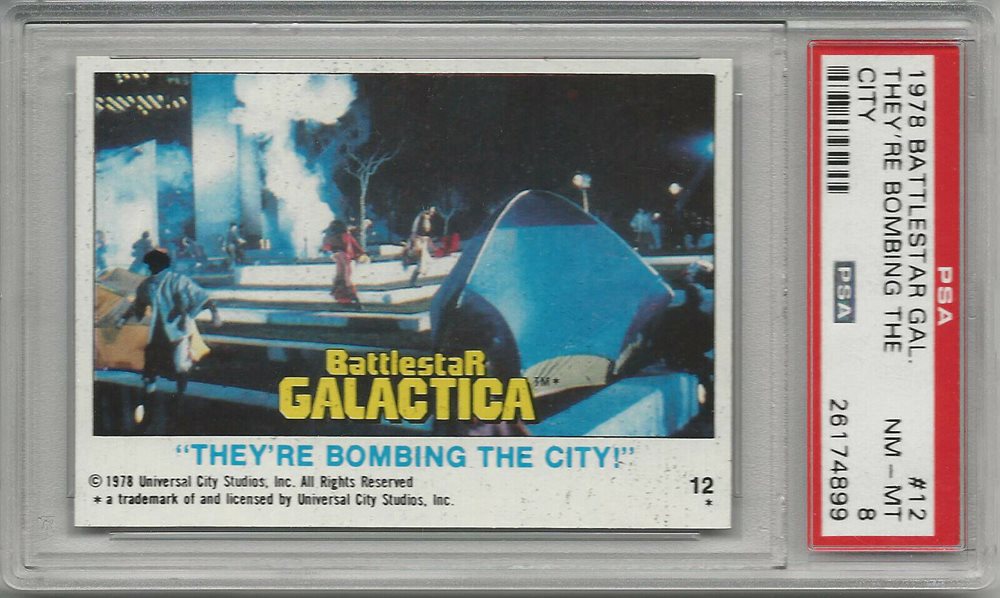 Battlestar
GALACTICA
TM*
"THEY'RE BOMBING THE CITY!"
© 1978 Universal City Studios, Inc. All Rights Reserved
* a trademark of and licensed by Universal City Studios, Inc.
12
*
PSA
1978 BATTLESTAR GAL. #12
THEY'RE BOMBING THE NM - MT
CITY 8
PSA 26174899